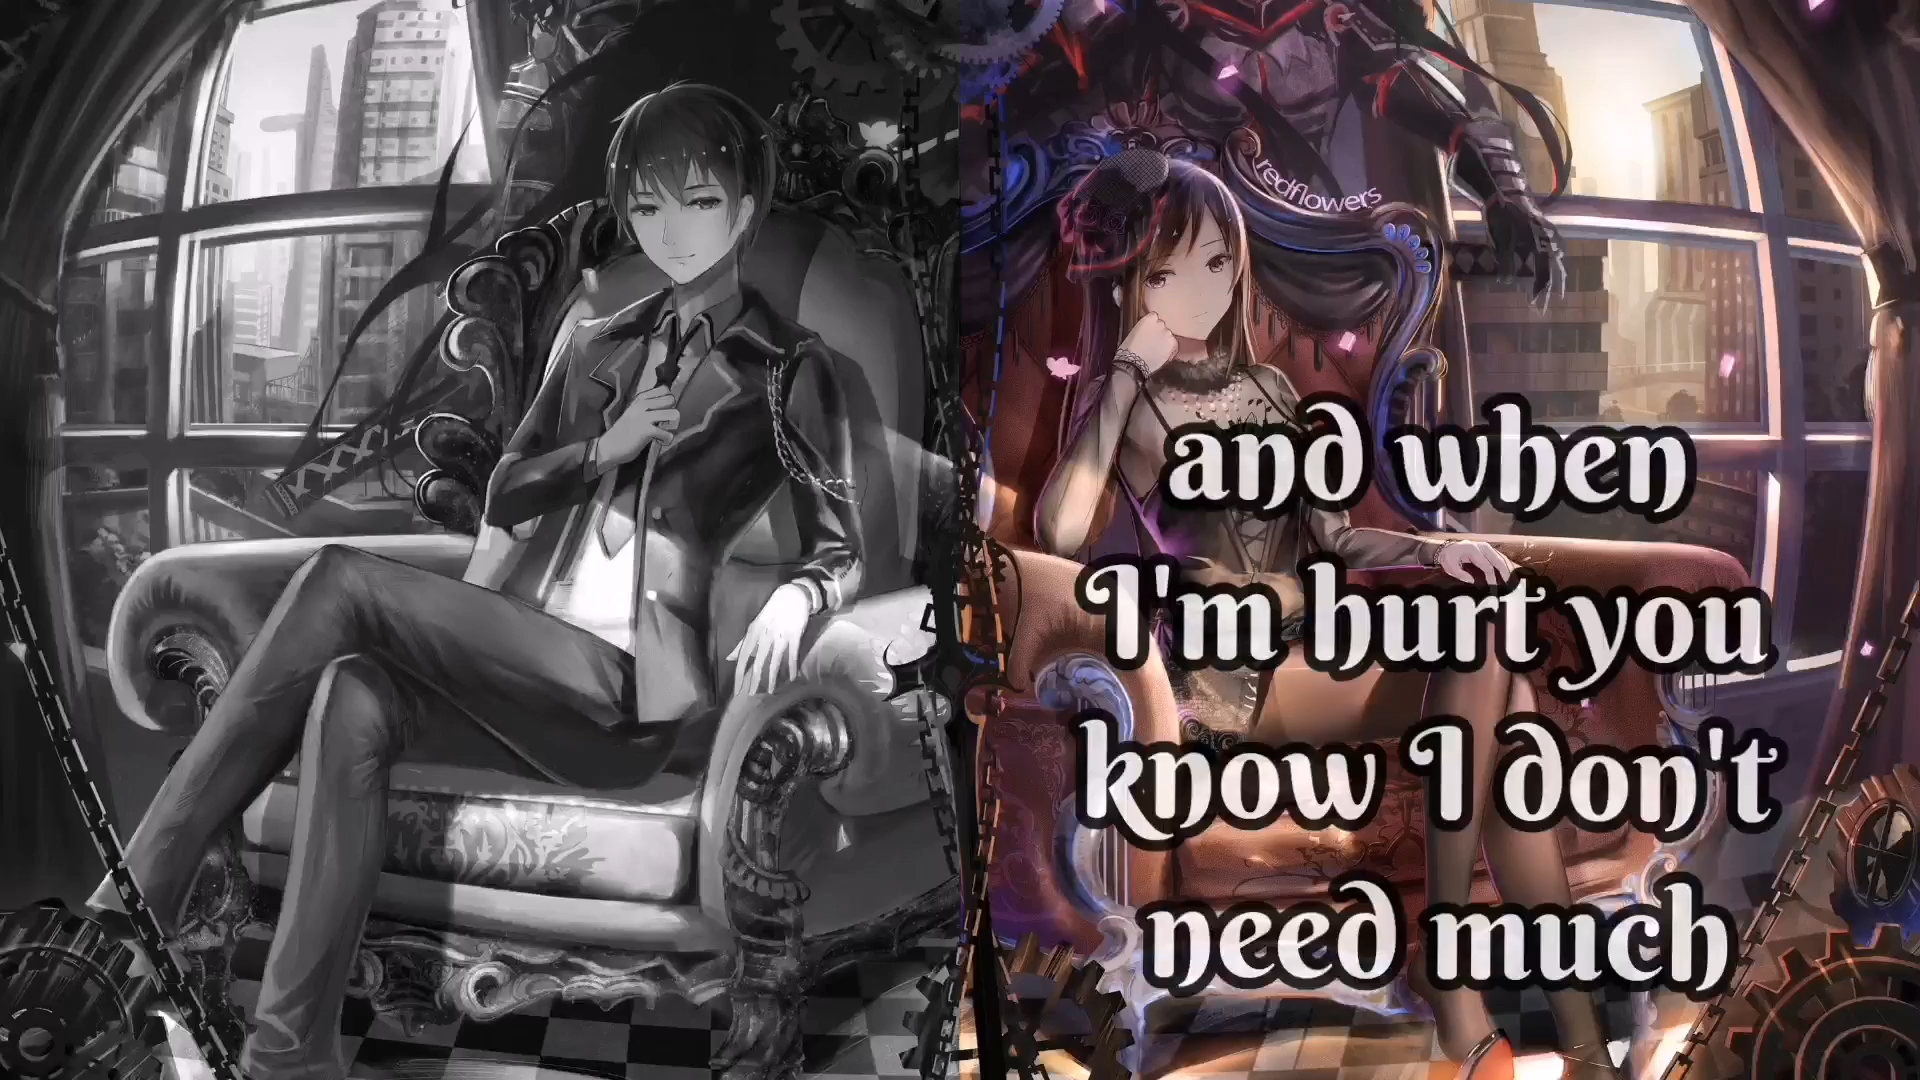 redflowers
and when
I'm hurt you
know I don't
need much